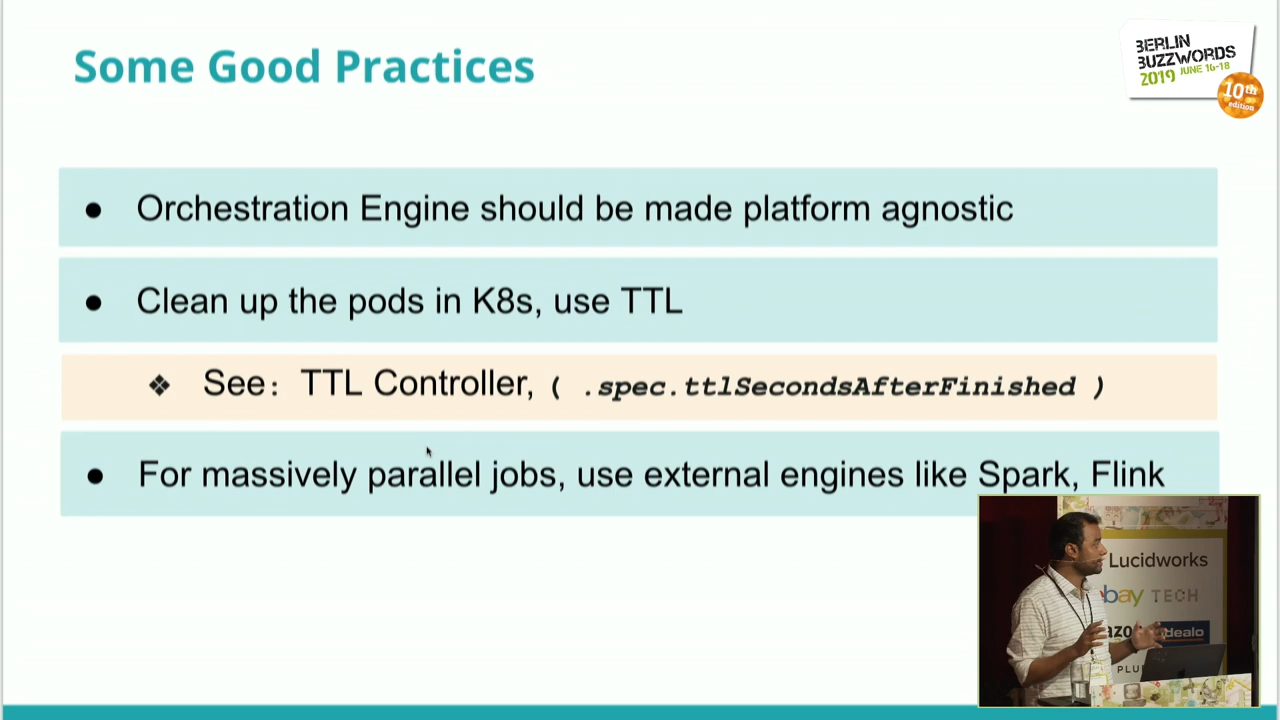 Some Good Practices
BERLIN
BUZZWORDS
2019 JUNE 16-18
10th
edition
● Orchestration Engine should be made platform agnostic
● Clean up the pods in K8s, use TTL
❖ See: TTL Controller, ( .spec.ttlSecondsAfterFinished )
● For massively parallel jobs, use external engines like Spark, Flink
Lucidworks
ebay TECH